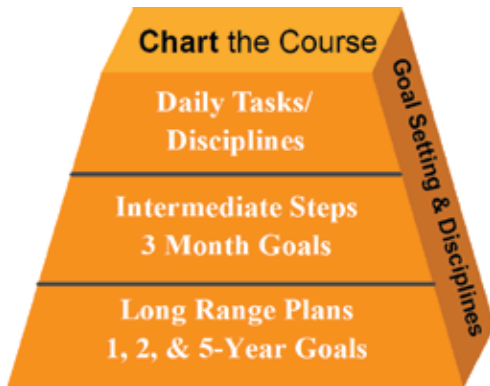 Chart the Course
Daily Tasks/
Disciplines
Intermediate Steps
3 Month Goals
Long Range Plans
1, 2, & 5-Year Goals
Goal Setting & Disciplines